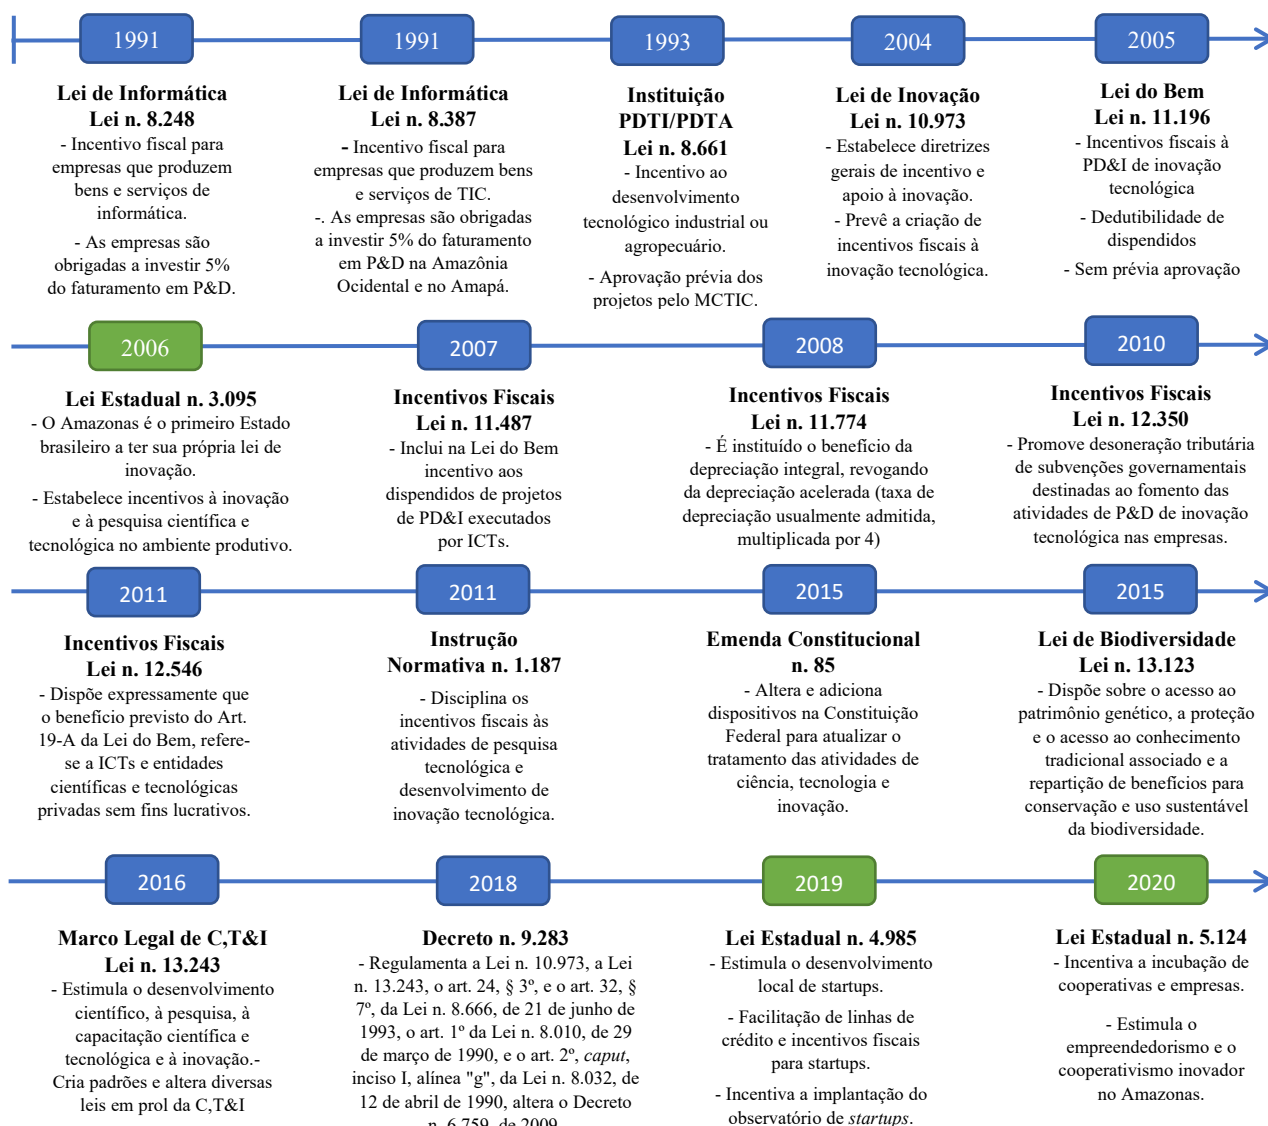 1991
Lei de Informática
Lei n. 8.248
- Incentivo fiscal para
empresas que produzem
bens e serviços de
informática.
- As empresas são
obrigadas a investir 5%
do faturamento em P&D.
1991
Lei de Informática
Lei n. 8.387
- Incentivo fiscal para
empresas que produzem bens
e serviços de TIC.
-. As empresas são obrigadas
a investir 5% do faturamento
em P&D na Amazônia
Ocidental e no Amapá.
1993
Instituição
PDTI/PDTA
Lei n. 8.661
- Incentivo ao
desenvolvimento
tecnológico industrial ou
agropecuário.
- Aprovação prévia dos
projetos pelo MCTIC.
2004
Lei de Inovação
Lei n. 10.973
- Estabelece diretrizes
gerais de incentivo e
apoio à inovação.
- Prevê a criação de
incentivos fiscais à
inovação tecnológica.
2005
Lei do Bem
Lei n. 11.196
- Incentivos fiscais à
PD&I de inovação
tecnológica
- Dedutibilidade de
dispendidos
- Sem prévia aprovação
2006
Lei Estadual n. 3.095
- O Amazonas é o primeiro Estado
brasileiro a ter sua própria lei de
inovação.
- Estabelece incentivos à inovação
e à pesquisa científica e
tecnológica no ambiente produtivo.
2007
Incentivos Fiscais
Lei n. 11.487
- Inclui na Lei do Bem
incentivo aos
dispendidos de projetos
de PD&I executados
por ICTs.
2008
Incentivos Fiscais
Lei n. 11.774
- É instituído o benefício da
depreciação integral, revogando
da depreciação acelerada (taxa de
depreciação usualmente admitida,
multiplicada por 4)
2010
Incentivos Fiscais
Lei n. 12.350
- Promove desoneração tributária
de subvenções governamentais
destinadas ao fomento das
atividades de P&D de inovação
tecnológica nas empresas.
2011
Incentivos Fiscais
Lei n. 12.546
- Dispõe expressamente que
o benefício previsto do Art.
19-A da Lei do Bem, refere-
se a ICTs e entidades
científicas e tecnológicas
privadas sem fins lucrativos.
2011
Instrução
Normativa n. 1.187
- Disciplina os
incentivos fiscais às
atividades de pesquisa
tecnológica e
desenvolvimento de
inovação tecnológica.
2015
Emenda Constitucional
n. 85
- Altera e adiciona
dispositivos na Constituição
Federal para atualizar o
tratamento das atividades de
ciência, tecnologia e
inovação.
2015
Lei de Biodiversidade
Lei n. 13.123
- Dispõe sobre o acesso ao
patrimônio genético, a proteção
e o acesso ao conhecimento
tradicional associado e a
repartição de benefícios para
conservação e uso sustentável
da biodiversidade.
2016
Marco Legal de C,T&I
Lei n. 13.243
- Estimula o desenvolvimento
científico, à pesquisa, à
capacitação científica e
tecnológica e à inovação.-
Cria padrões e altera diversas
leis em prol da C,T&I
2018
Decreto n. 9.283
- Regulamenta a Lei n. 10.973, a Lei
n. 13.243, o art. 24, § 3º, e o art. 32, §
7º, da Lei n. 8.666, de 21 de junho de
1993, o art. 1º da Lei n. 8.010, de 29
de março de 1990, e o art. 2º, caput,
inciso I, alínea "g", da Lei n. 8.032, de
12 de abril de 1990, altera o Decreto
n. 6.759, de 2009
2019
Lei Estadual n. 4.985
- Estimula o desenvolvimento
local de startups.
- Facilitação de linhas de
crédito e incentivos fiscais
para startups.
- Incentiva a implantação do
observatório de startups.
2020
Lei Estadual n. 5.124
- Incentiva a incubação de
cooperativas e empresas.
- Estimula o
empreendedorismo e o
cooperativismo inovador
no Amazonas.